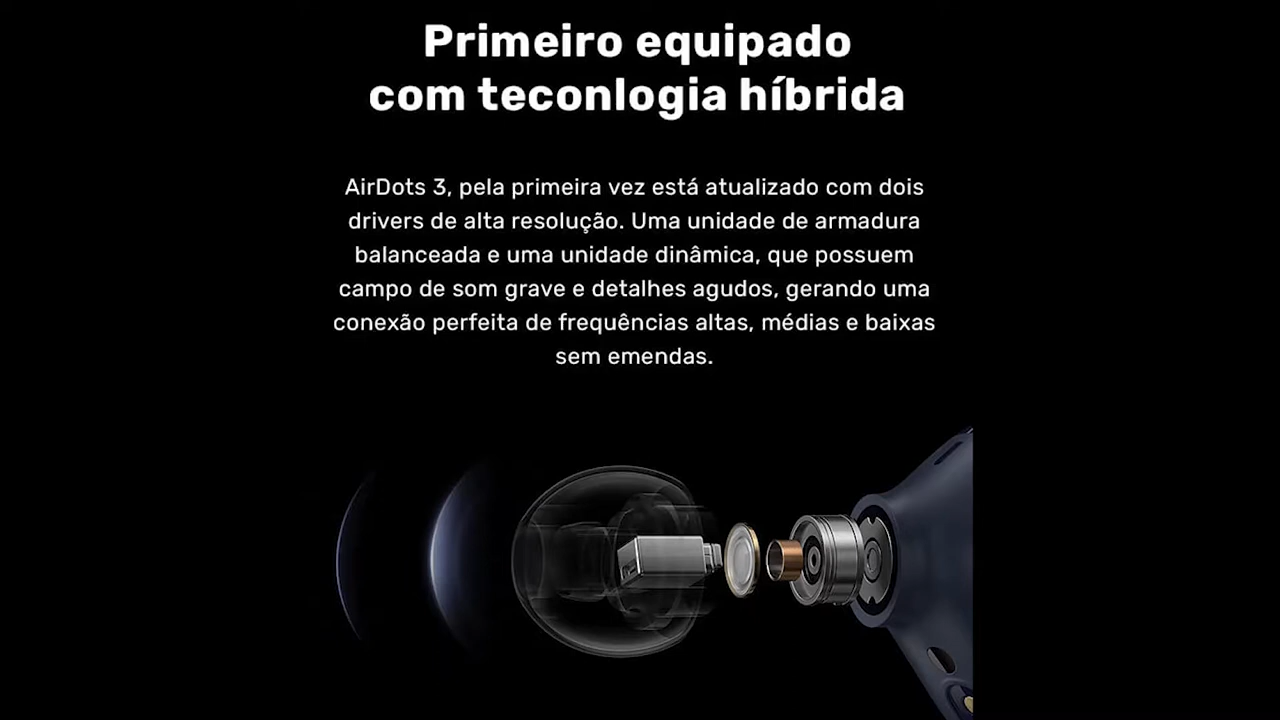 Primeiro equipado
com teconlogia híbrida
AirDots 3, pela primeira vez está atualizado com dois
drivers de alta resolução. Uma unidade de armadura
balanceada e uma unidade dinâmica, que possuem
campo de som grave e detalhes agudos, gerando uma
conexão perfeita de frequências altas, médias e baixas
sem emendas.